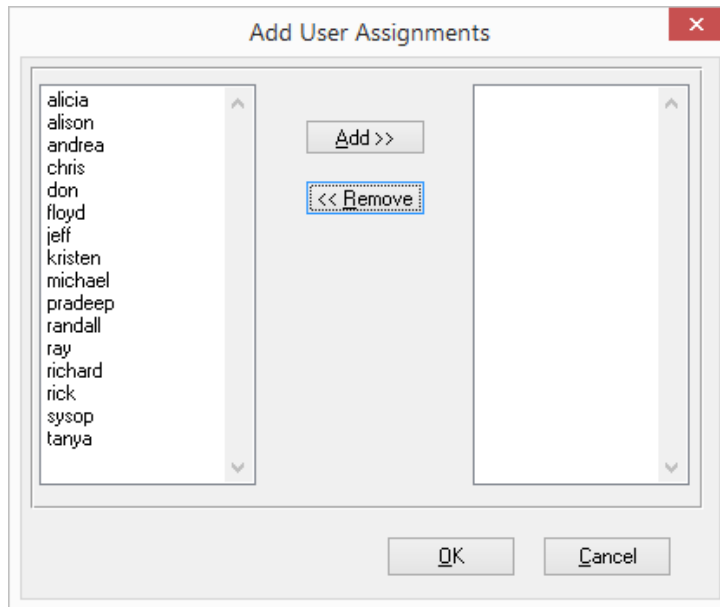 Add User Assignments
alicia
alison
andrea
chris
don
floyd
jeff
kristen
michael
pradeep
randall
ray
richard
rick
sysop
tanya
Add >>
<< Remove
OK
Cancel